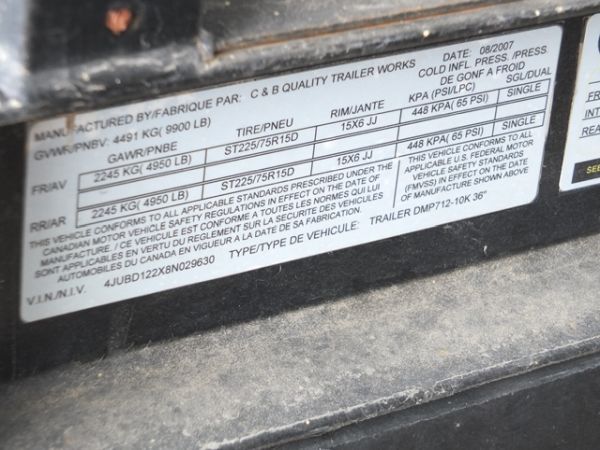 MANUFACTURED BY/FABRIQUE PAR: C & B QUALITY TRAILER WORKS DATE: 08/2007
GVWR/PNBV: 4491 KG( 9900 LB) COLD INFL. PRESS./PRESS. DE GONF A FROID
GAWR/PNBE TIRE/PNEU RIM/JANTE KPA (PSI/LPC) SGL/DUAL
FR/AV 2245 KG( 4950 LB) ST225/75R15D 15X6 JJ 448 KPA( 65 PSI) SINGLE
RR/AR 2245 KG( 4950 LB) ST225/75R15D 15X6 JJ 448 KPA( 65 PSI) SINGLE
THIS VEHICLE CONFORMS TO ALL APPLICABLE STANDARDS PRESCRIBED UNDER THE
CANADIAN MOTOR VEHICLE SAFETY REGULATIONS IN EFFECT ON THE DATE OF
MANUFACTURE. / CE VEHICULE EST CONFORME A TOUTES LES NORMES QUI LUI
SONT APPLICABLES EN VERTU DU REGLEMENT SUR LA SECURITE DES VEHICULES
AUTOMOBILES DU CANADA EN VIGUEUR A LA DATE DE SA FABRICATION.
THIS VEHICLE CONFORMS TO ALL
APPLICABLE U.S. FEDERAL MOTOR
VEHICLE SAFETY STANDARDS
(FMVSS) IN EFFECT ON THE DATE
OF MANUFACTURE SHOWN ABOVE
V.I.N./N.I.V. 4JUBD122X8N029630 TYPE/TYPE DE VEHICULE: TRAILER DMP712-10K 36"